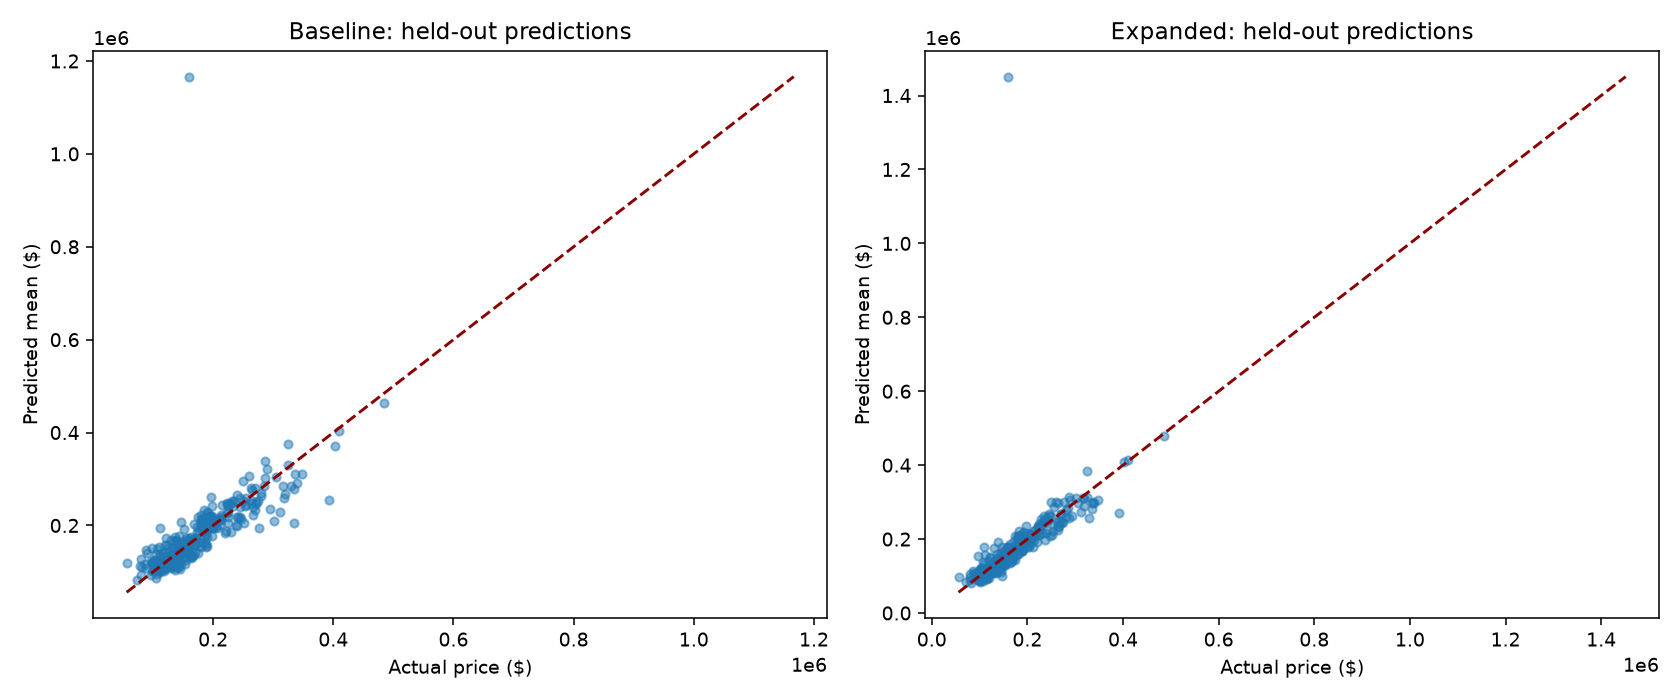 Baseline: held-out predictions
1e6
1.2
1.0
0.8
0.6
0.4
0.2
Predicted mean ($)
0.2 0.4 0.6 0.8 1.0 1.2
1e6
Actual price ($)
Expanded: held-out predictions
1e6
1.4
1.2
1.0
0.8
0.6
0.4
0.2
0.0
Predicted mean ($)
0.0 0.2 0.4 0.6 0.8 1.0 1.2 1.4
1e6
Actual price ($)